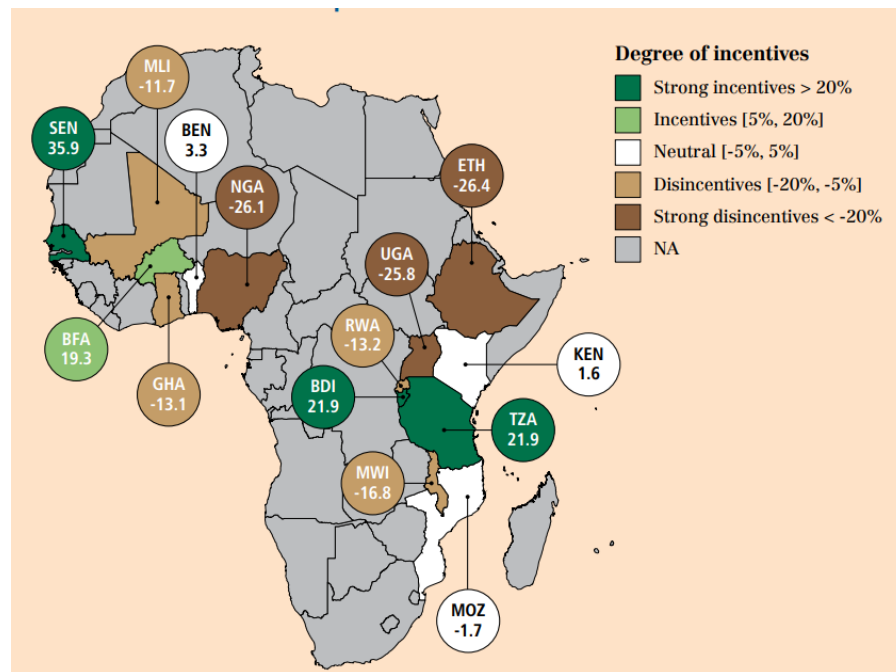 MLI
-11.7
SEN
35.9
BEN
3.3
NGA
-26.1
ETH
-26.4
UGA
-25.8
BFA
19.3
RWA
-13.2
GHA
-13.1
BDI
21.9
KEN
1.6
TZA
21.9
MWI
-16.8
MOZ
-1.7
Degree of incentives
Strong incentives > 20%
Incentives [5%, 20%]
Neutral [-5%, 5%]
Disincentives [-20%, -5%]
Strong disincentives < -20%
NA